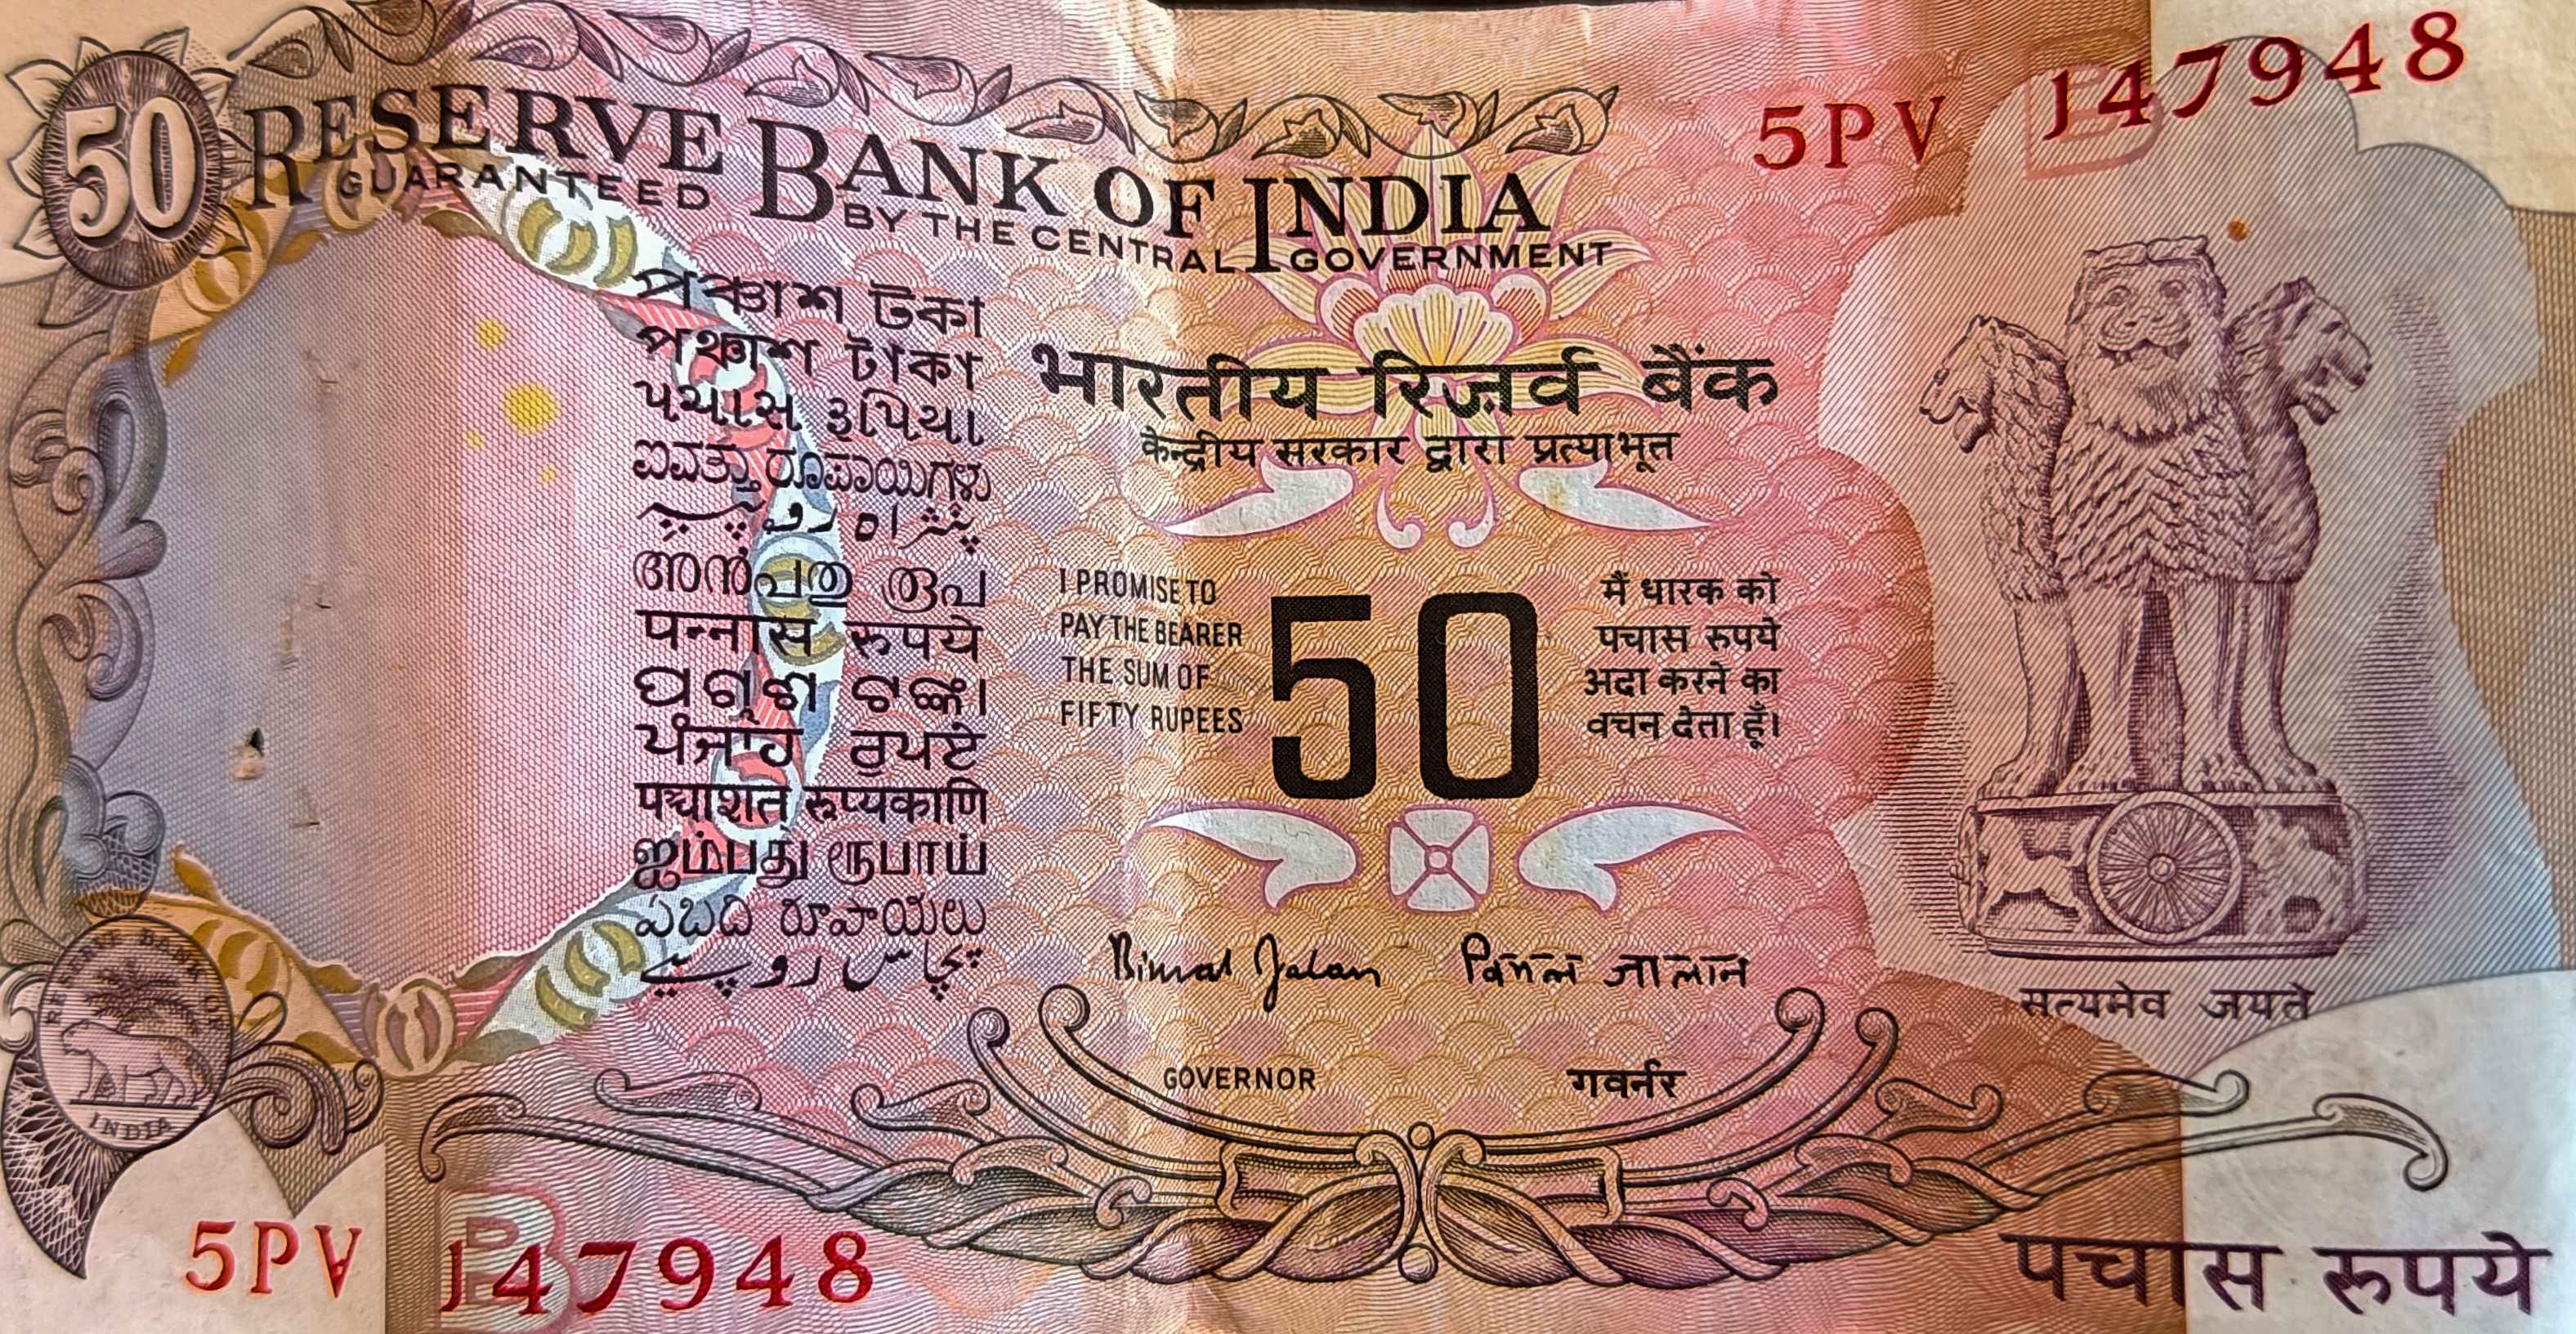 50
RESERVE BANK OF INDIA
GUARANTEED BY THE CENTRAL GOVERNMENT
5PV 147948
পঞ্চাশ টকা
পঞ্চাশ টাকা
પચાસ રૂપિયા
ಐವತ್ತು ರೂಪಾಯಿಗಳು
பக்
അൻപതു രൂപ
पन्नास रुपये
ପଚାଶ ଟଙ୍କା
ਪੰਜਾਹ ਰੁਪਏ
पञ्चाशत् रूप्यकाणि
ஐம்பது ரூபாய்
ఏబది రూపాయలు
پچاس روپیے
भारतीय रिज़र्व बैंक
केन्द्रीय सरकार द्वारा प्रत्याभूत
I PROMISE TO
PAY THE BEARER
THE SUM OF
FIFTY RUPEES
50
मैं धारक को
पचास रुपये
अदा करने का
वचन देता हूँ।
Bimal Jalan
विमल जालान
GOVERNOR
गवर्नर
सत्यमेव जयते
RESERVE BANK OF
INDIA
B
5PV 147948
B
पचास रुपये